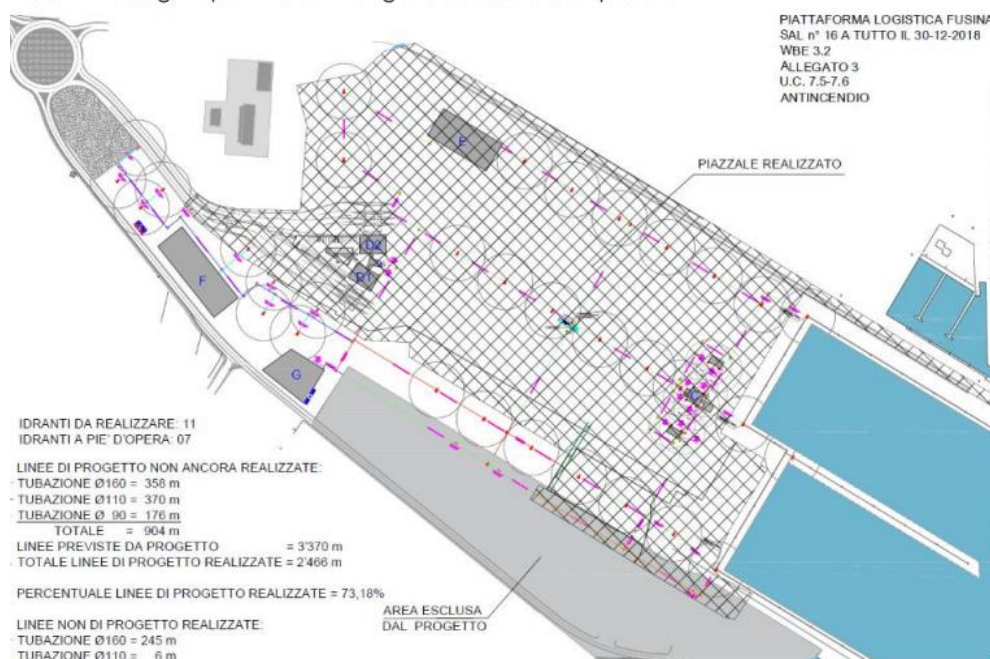 PIATTAFORMA LOGISTICA FUSINA
SAL n° 16 A TUTTO IL 30-12-2018
WBE 3.2
ALLEGATO 3
U.C. 7.5-7.6
ANTINCENDIO
PIAZZALE REALIZZATO
E
D2
D1
F
G
C
IDRANTI DA REALIZZARE: 11
IDRANTI A PIE' D'OPERA: 07
LINEE DI PROGETTO NON ANCORA REALIZZATE:
- TUBAZIONE Ø160 = 358 m
- TUBAZIONE Ø110 = 370 m
- TUBAZIONE Ø 90 = 176 m
TOTALE = 904 m
LINEE PREVISTE DA PROGETTO = 3'370 m
TOTALE LINEE DI PROGETTO REALIZZATE = 2'466 m
PERCENTUALE LINEE DI PROGETTO REALIZZATE = 73,18%
AREA ESCLUSA
DAL PROGETTO
LINEE NON DI PROGETTO REALIZZATE:
- TUBAZIONE Ø160 = 245 m
- TUBAZIONE Ø110 = 6 m